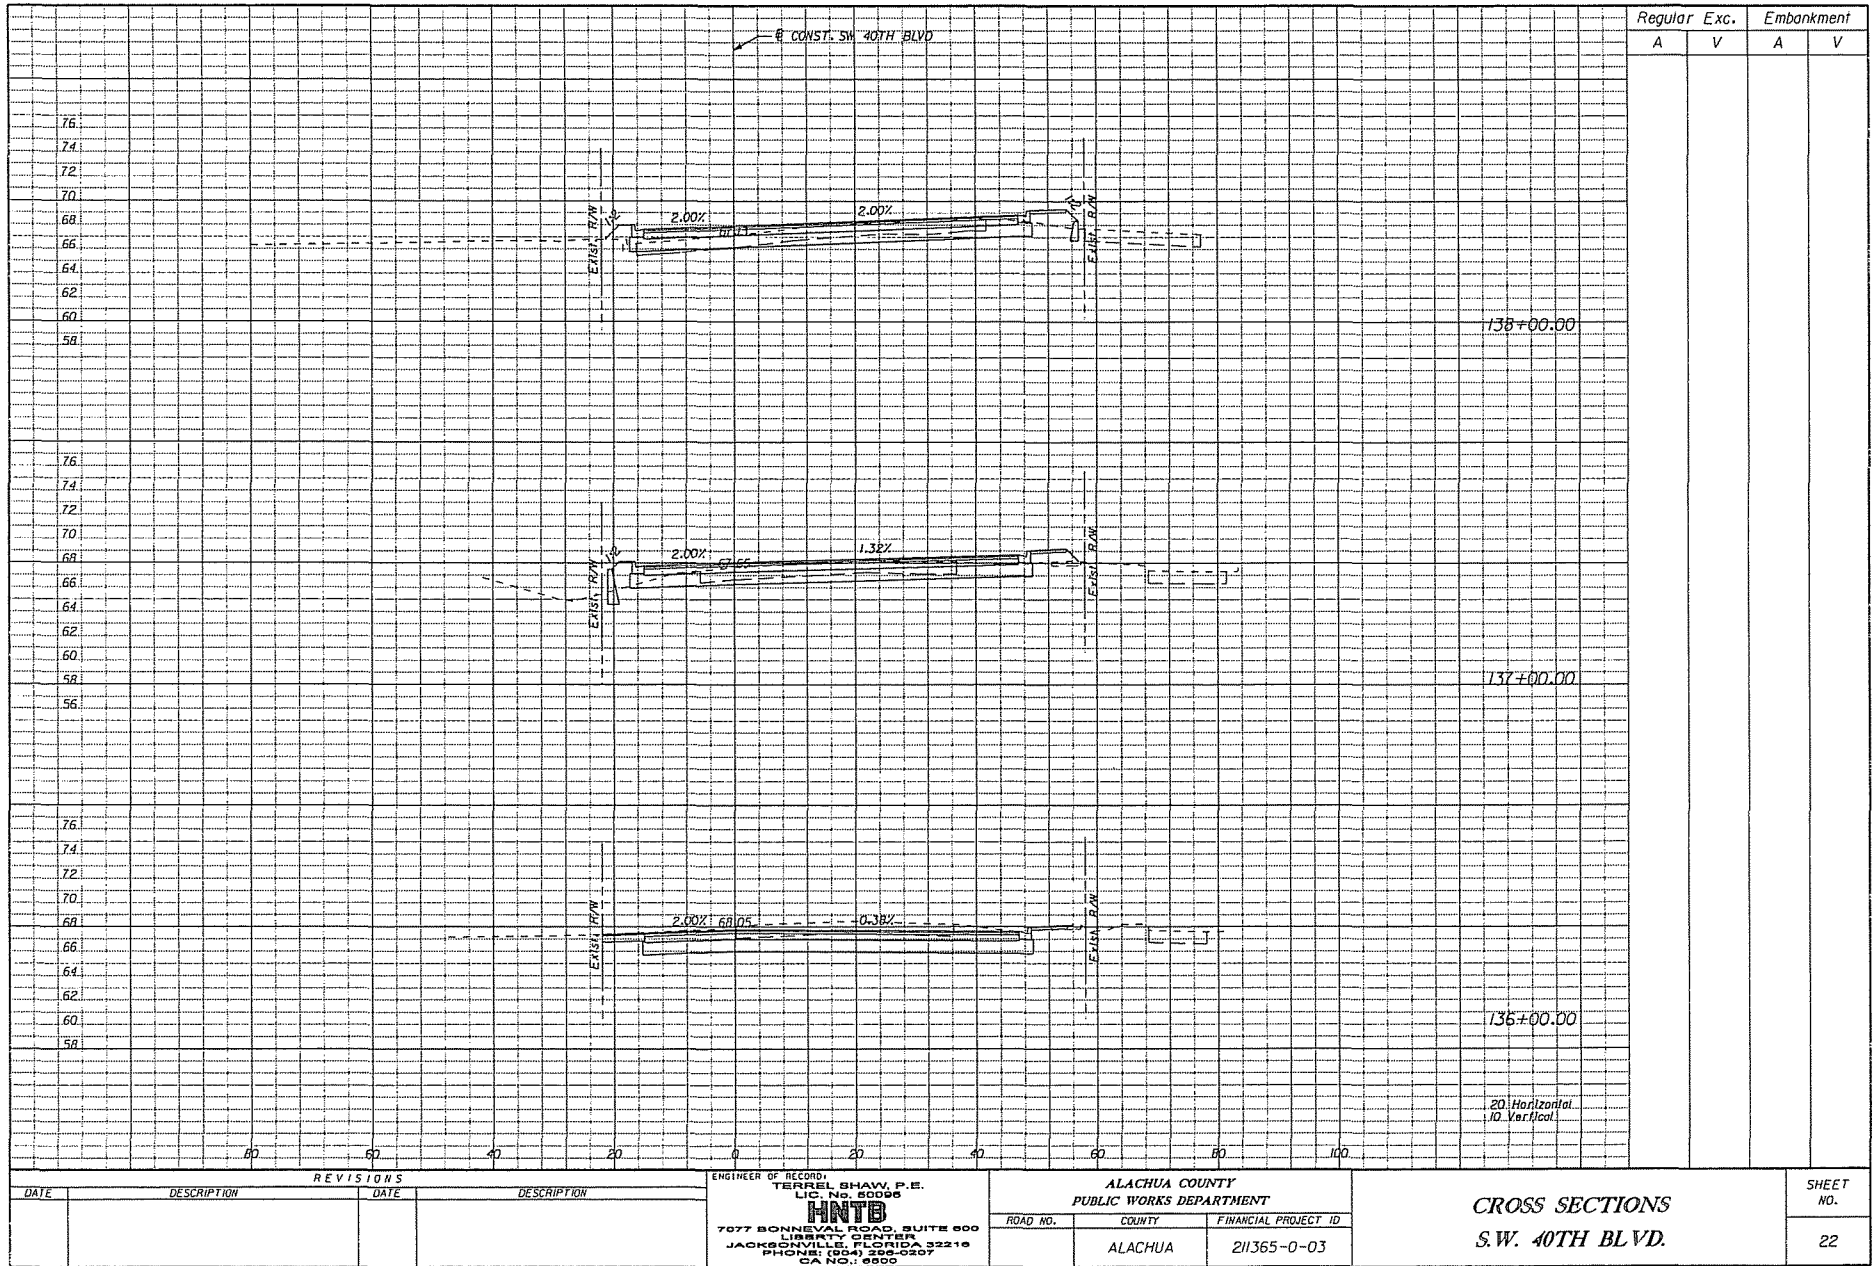 Regular Exc. Embankment
A V A V
℄ CONST. SW 40TH BLVD
76
74
72
70
68
66
64
62
60
58
Exist. R/W
1:2
2.00%
2.00%
Exist. R/W
138+00.00
76
74
72
70
68
66
64
62
60
58
56
Exist. R/W
1:2
2.00%
67.65
1.32%
Exist. R/W
137+00.00
76
74
72
70
68
66
64
62
60
58
Exist. R/W
2.00% 68.05 -0.38%
Exist. R/W
136+00.00
20 Horizontal
10 Vertical
80 60 40 20 0 20 40 60 80 100
REVISIONS
DATE DESCRIPTION DATE DESCRIPTION
ENGINEER OF RECORD:
TERREL SHAW, P.E.
LIC. No. 50096
HNTB
7077 BONNEVAL ROAD, SUITE 600
LIBERTY CENTER
JACKSONVILLE, FLORIDA 32216
PHONE: (904) 296-0207
CA NO.: 6500
ALACHUA COUNTY
PUBLIC WORKS DEPARTMENT
ROAD NO. COUNTY FINANCIAL PROJECT ID
ALACHUA 211365-0-03
CROSS SECTIONS
S.W. 40TH BLVD.
SHEET
NO.
22